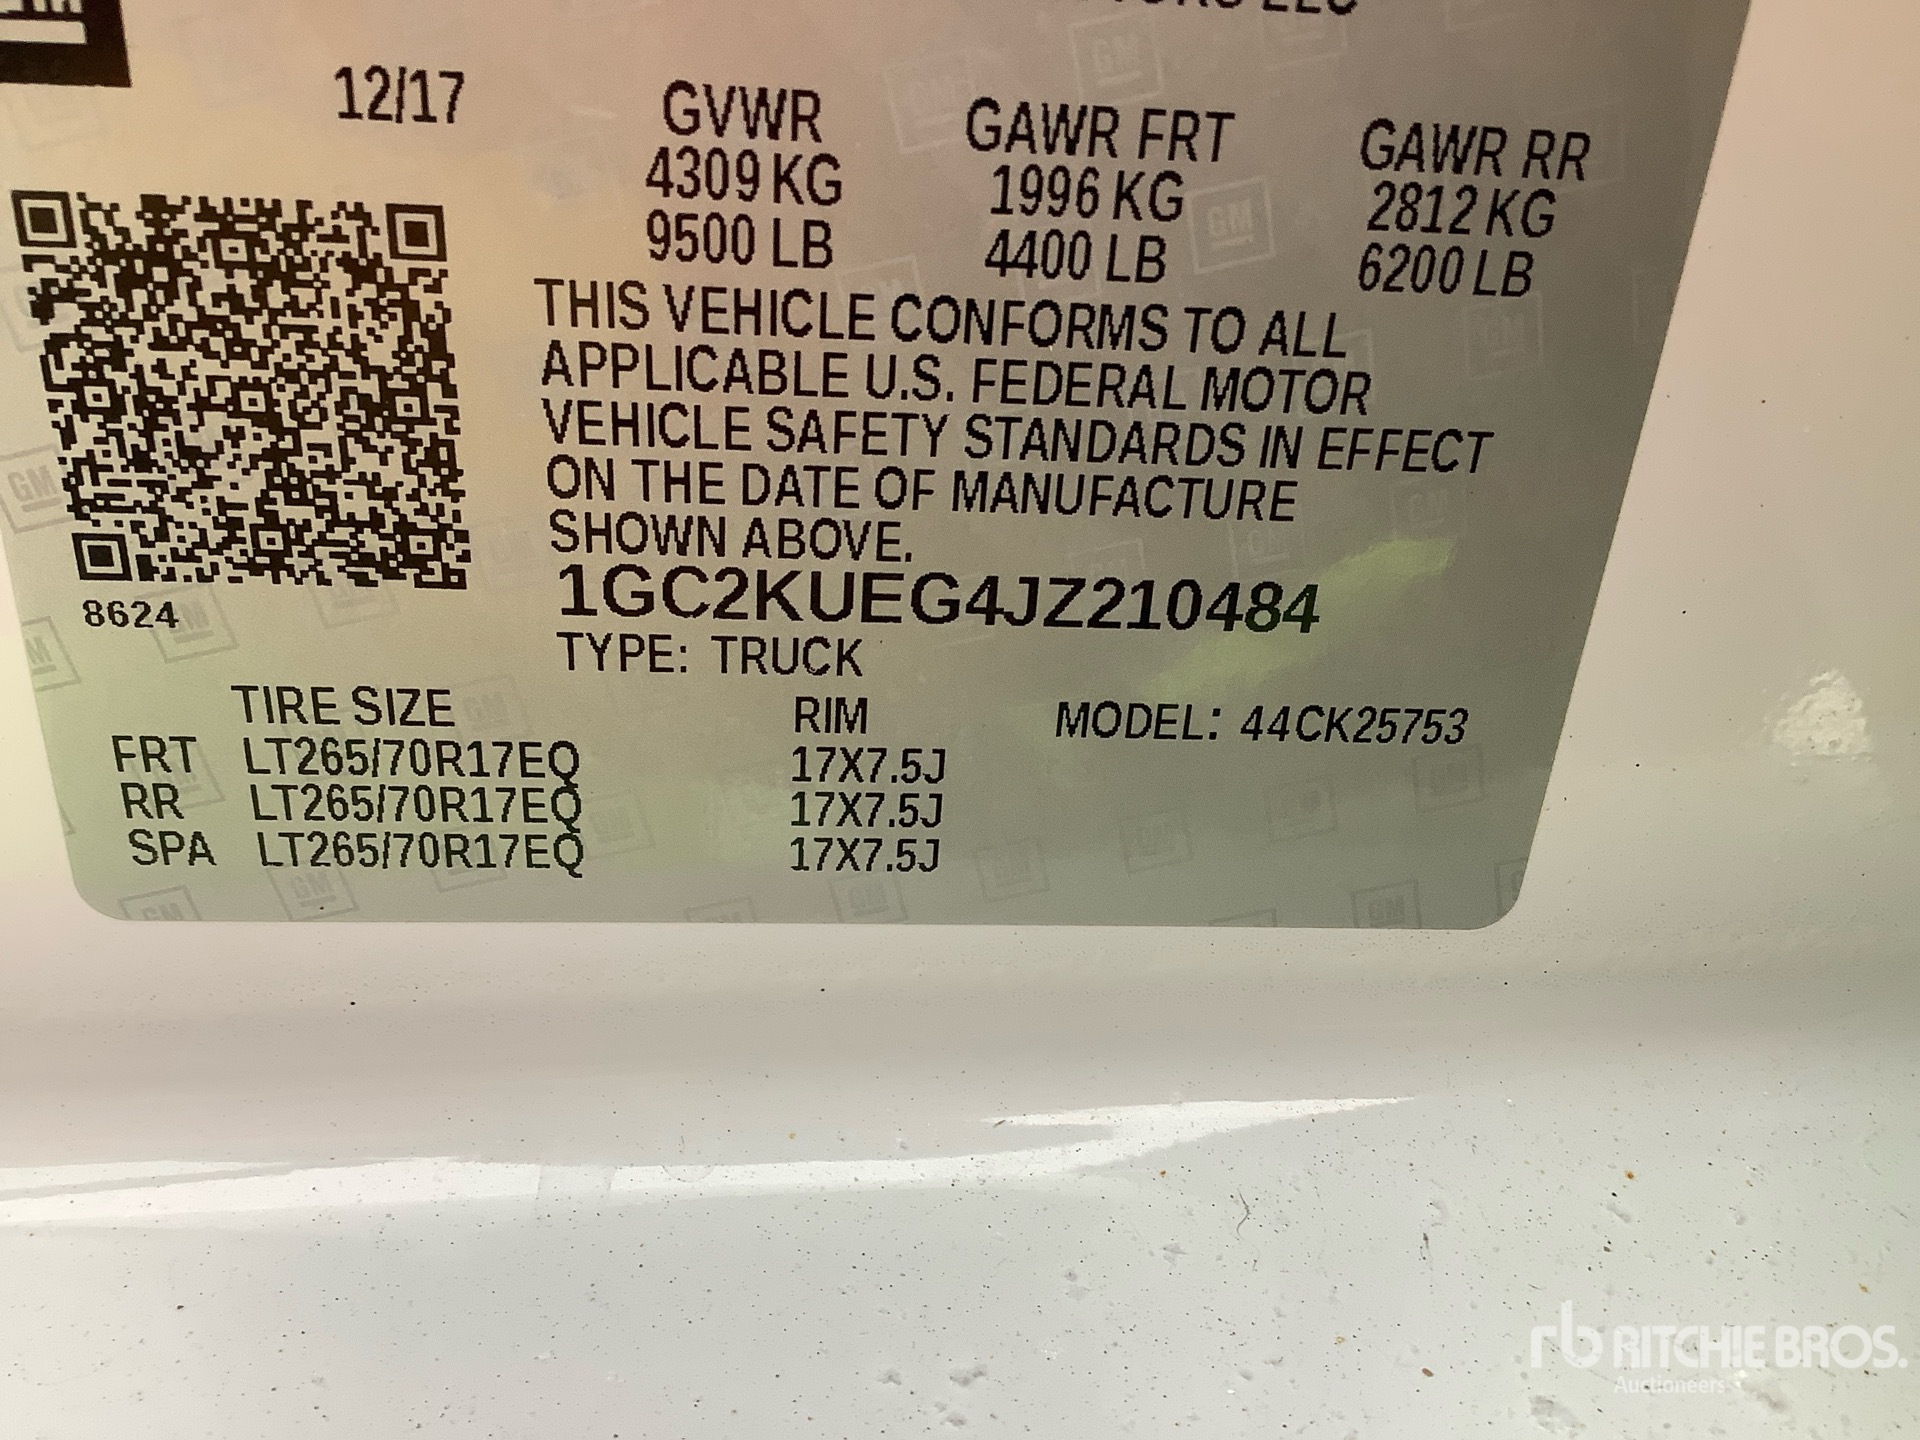 12/17
GVWR GAWR FRT GAWR RR
4309 KG 1996 KG 2812 KG
9500 LB 4400 LB 6200 LB
THIS VEHICLE CONFORMS TO ALL
APPLICABLE U.S. FEDERAL MOTOR
VEHICLE SAFETY STANDARDS IN EFFECT
ON THE DATE OF MANUFACTURE
SHOWN ABOVE.
1GC2KUEG4JZ210484
8624
TYPE: TRUCK
TIRE SIZE RIM MODEL: 44CK25753
FRT LT265/70R17EQ 17X7.5J
RR LT265/70R17EQ 17X7.5J
SPA LT265/70R17EQ 17X7.5J
GM
rb RITCHIE BROS.
Auctioneers